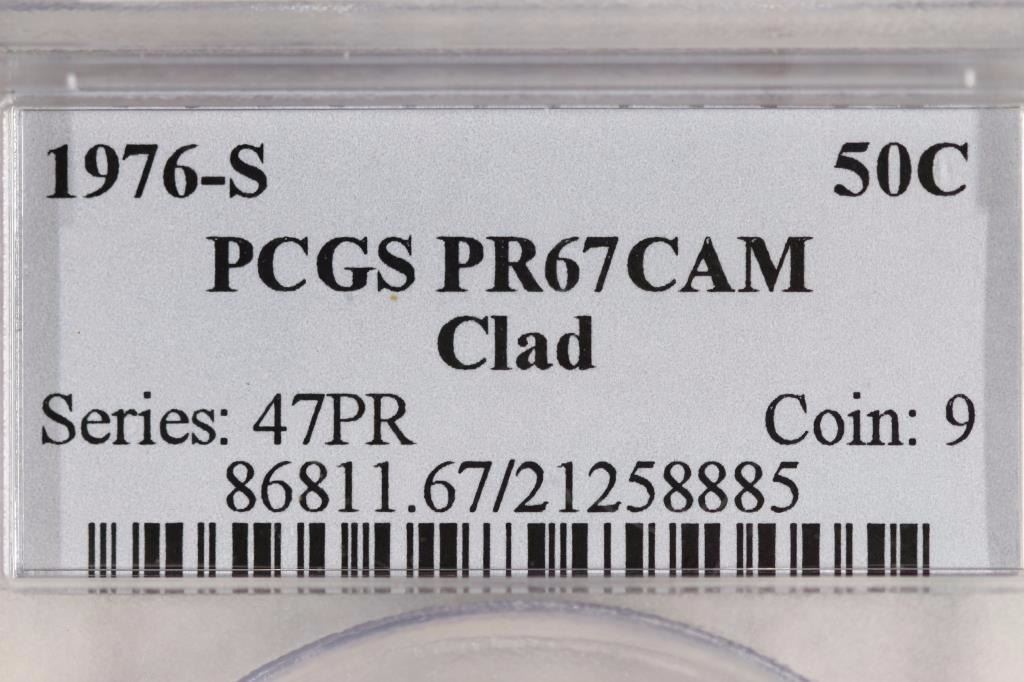 1976-S 50C
PCGS PR67CAM
Clad
Series: 47PR Coin: 9
86811.67/21258885